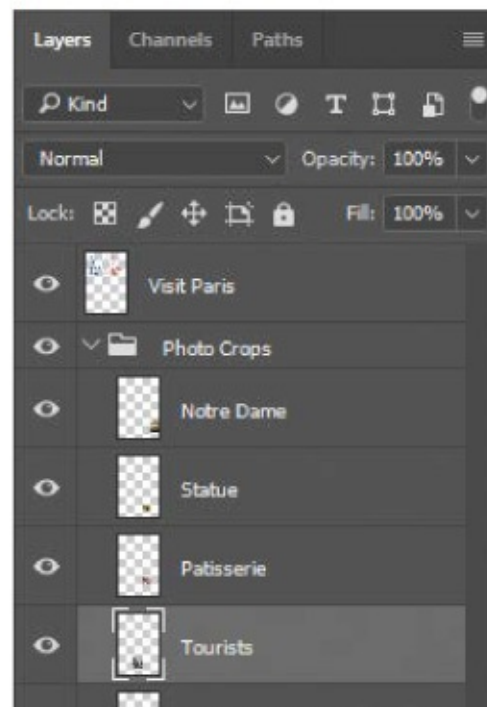 Layers Channels Paths
Kind
Normal Opacity: 100%
Lock: Fill: 100%
Visit Paris
Photo Crops
Notre Dame
Statue
Patisserie
Tourists